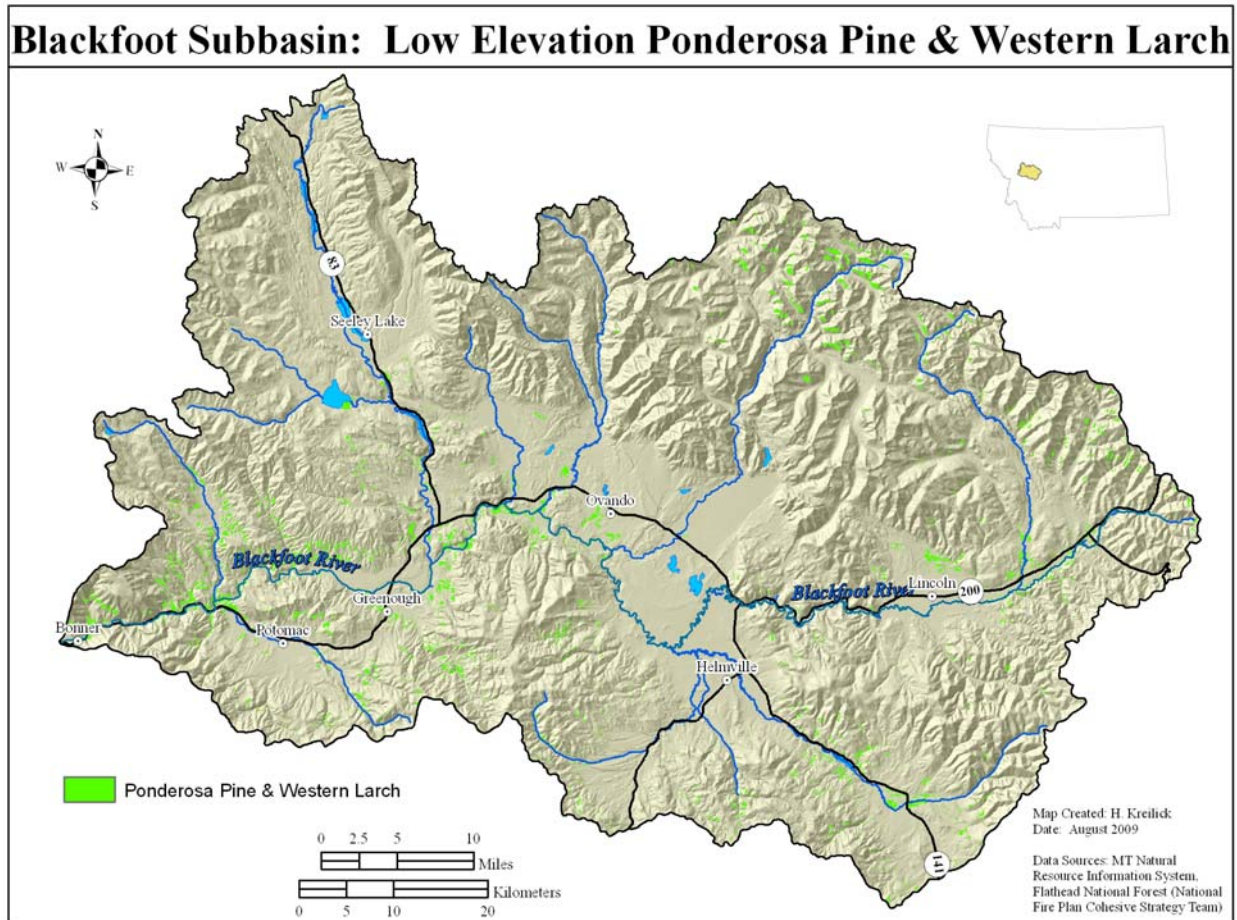 Blackfoot Subbasin: Low Elevation Ponderosa Pine & Western Larch
N
W
E
S
83
Seeley Lake
Ovando
Blackfoot River
Blackfoot River
Lincoln
200
Greenough
Bonner
Potomac
Helmville
141
Ponderosa Pine & Western Larch
0 2.5 5 10
Miles
Kilometers
0 5 10 20
Map Created: H. Kreilick
Date: August 2009
Data Sources: MT Natural
Resource Information System,
Flathead National Forest (National
Fire Plan Cohesive Strategy Team)